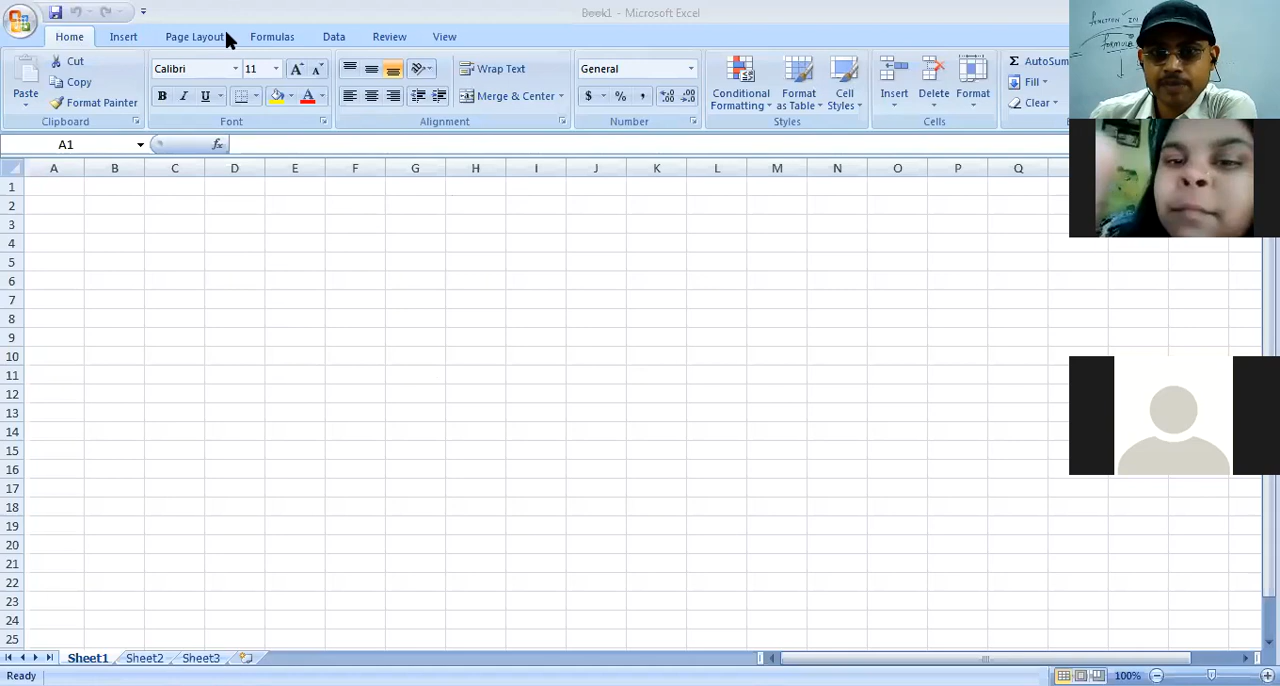 Book1 - Microsoft Excel
Home Insert Page Layout Formulas Data Review View
Cut
Copy
Format Painter
Paste
Clipboard
Calibri 11
B I U A
Font
Wrap Text
Merge & Center
Alignment
General
$ % ,
Number
Conditional Formatting
Format as Table
Cell Styles
Styles
Insert Delete Format
Cells
Σ AutoSum
Fill
Clear
FUNCTION IN
A1 fx
A B C D E F G H I J K L M N O P Q
1
2
3
4
5
6
7
8
9
10
11
12
13
14
15
16
17
18
19
20
21
22
23
24
25
Sheet1 Sheet2 Sheet3
Ready 100%